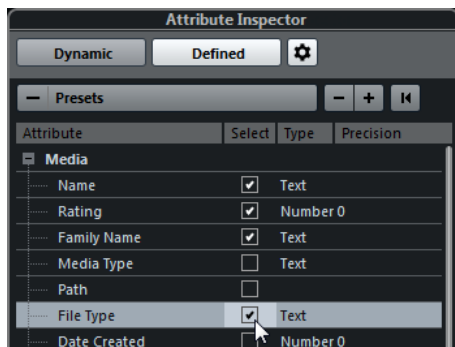 Attribute Inspector
Dynamic Defined
Presets
Attribute Select Type Precision
Media
Name Text
Rating Number 0
Family Name Text
Media Type Text
Path
File Type Text
Date Created Number 0